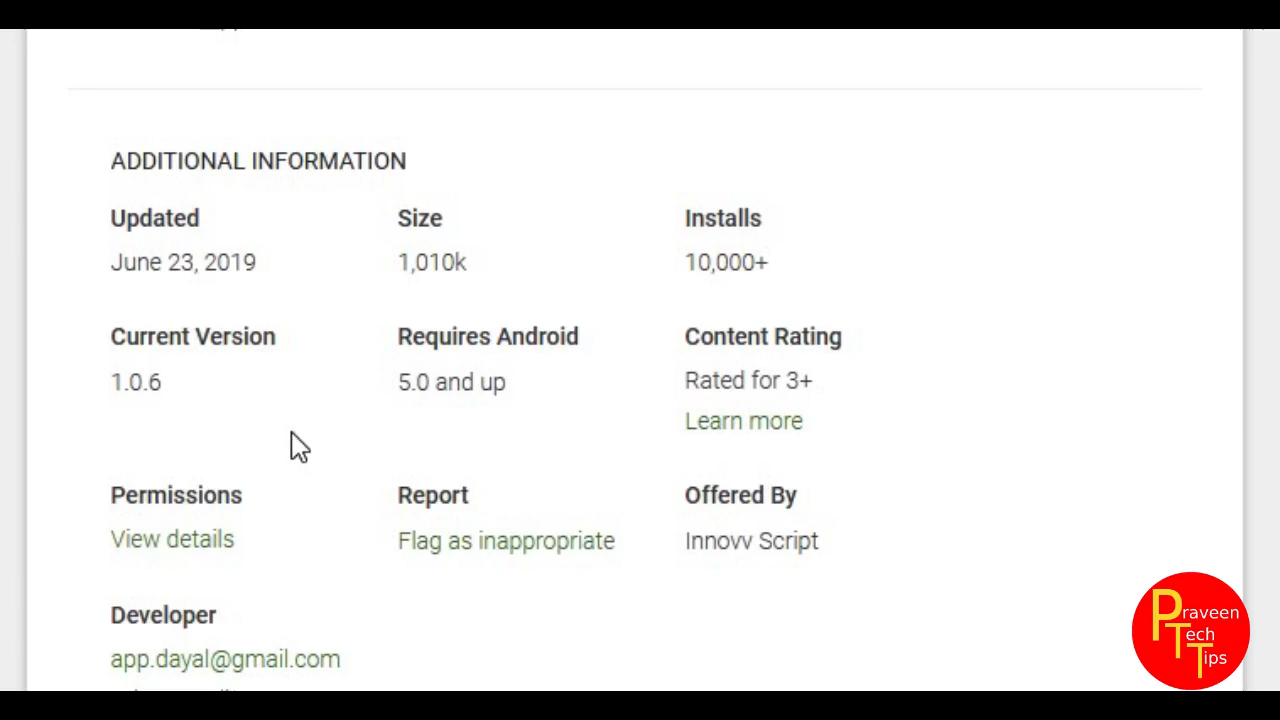 ADDITIONAL INFORMATION
Updated Size Installs
June 23, 2019 1,010k 10,000+
Current Version Requires Android Content Rating
1.0.6 5.0 and up Rated for 3+
Learn more
Permissions Report Offered By
View details Flag as inappropriate Innovv Script
Developer
app.dayal@gmail.com
Praveen
Tech
Tips